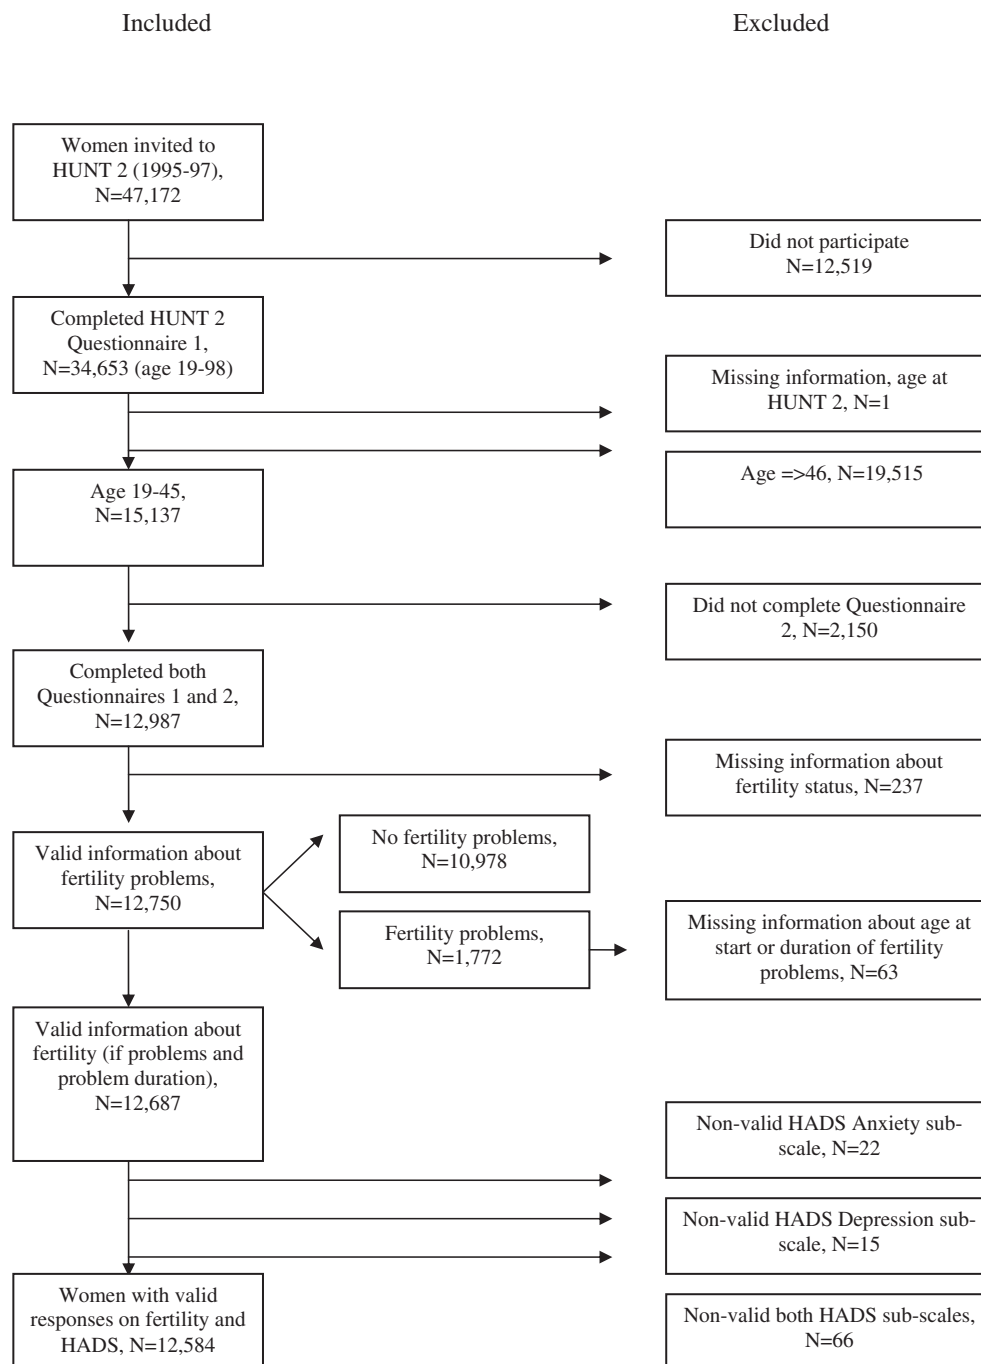 Included
Excluded
Women invited to
HUNT 2 (1995-97),
N=47,172
Did not participate
N=12,519
Completed HUNT 2
Questionnaire 1,
N=34,653 (age 19-98)
Missing information, age at
HUNT 2, N=1
Age =>46, N=19,515
Age 19-45,
N=15,137
Did not complete Questionnaire
2, N=2,150
Completed both
Questionnaires 1 and 2,
N=12,987
Missing information about
fertility status, N=237
Valid information about
fertility problems,
N=12,750
No fertility problems,
N=10,978
Fertility problems,
N=1,772
Missing information about age at
start or duration of fertility
problems, N=63
Valid information about
fertility (if problems and
problem duration),
N=12,687
Non-valid HADS Anxiety sub-
scale, N=22
Non-valid HADS Depression sub-
scale, N=15
Women with valid
responses on fertility and
HADS, N=12,584
Non-valid both HADS sub-scales,
N=66